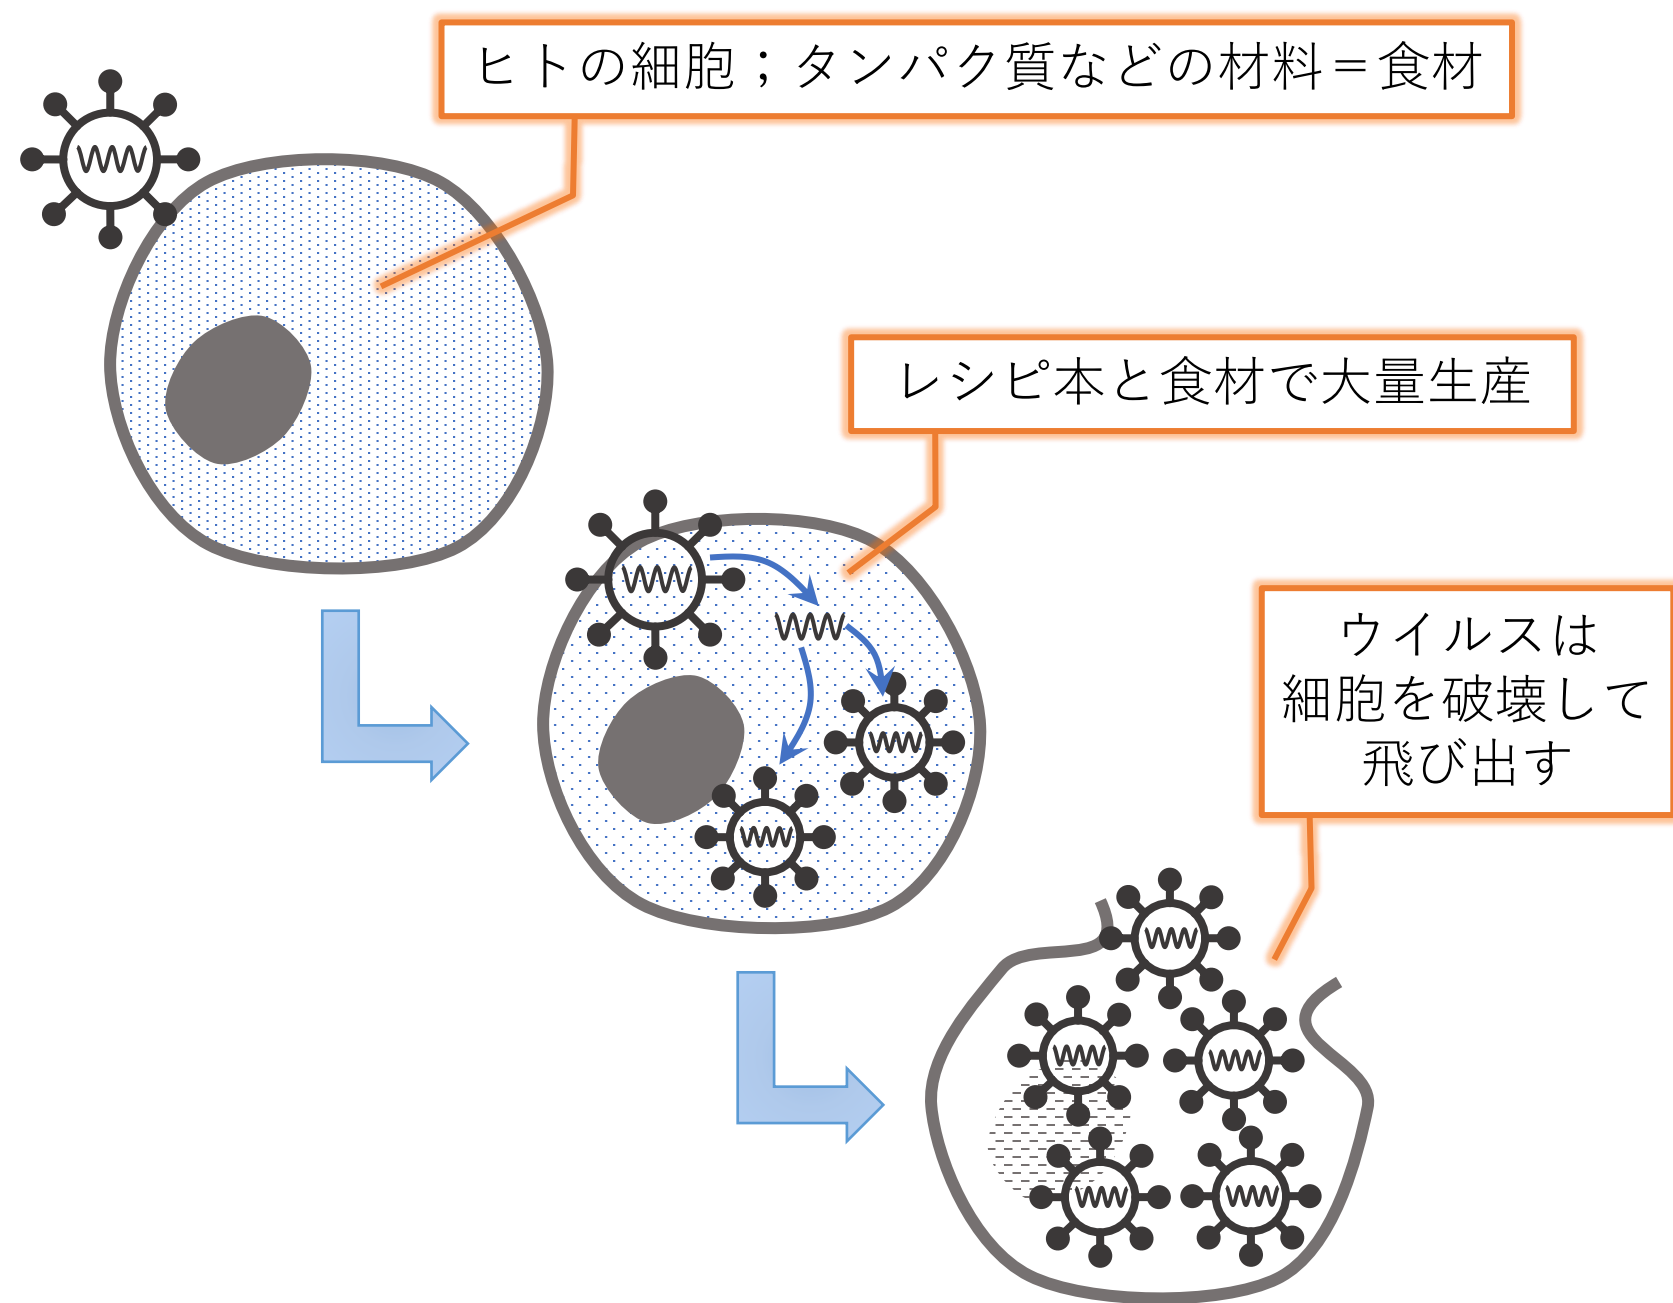 ヒトの細胞；タンパク質などの材料＝食材
レシピ本と食材で大量生産
ウイルスは
細胞を破壊して
飛び出す